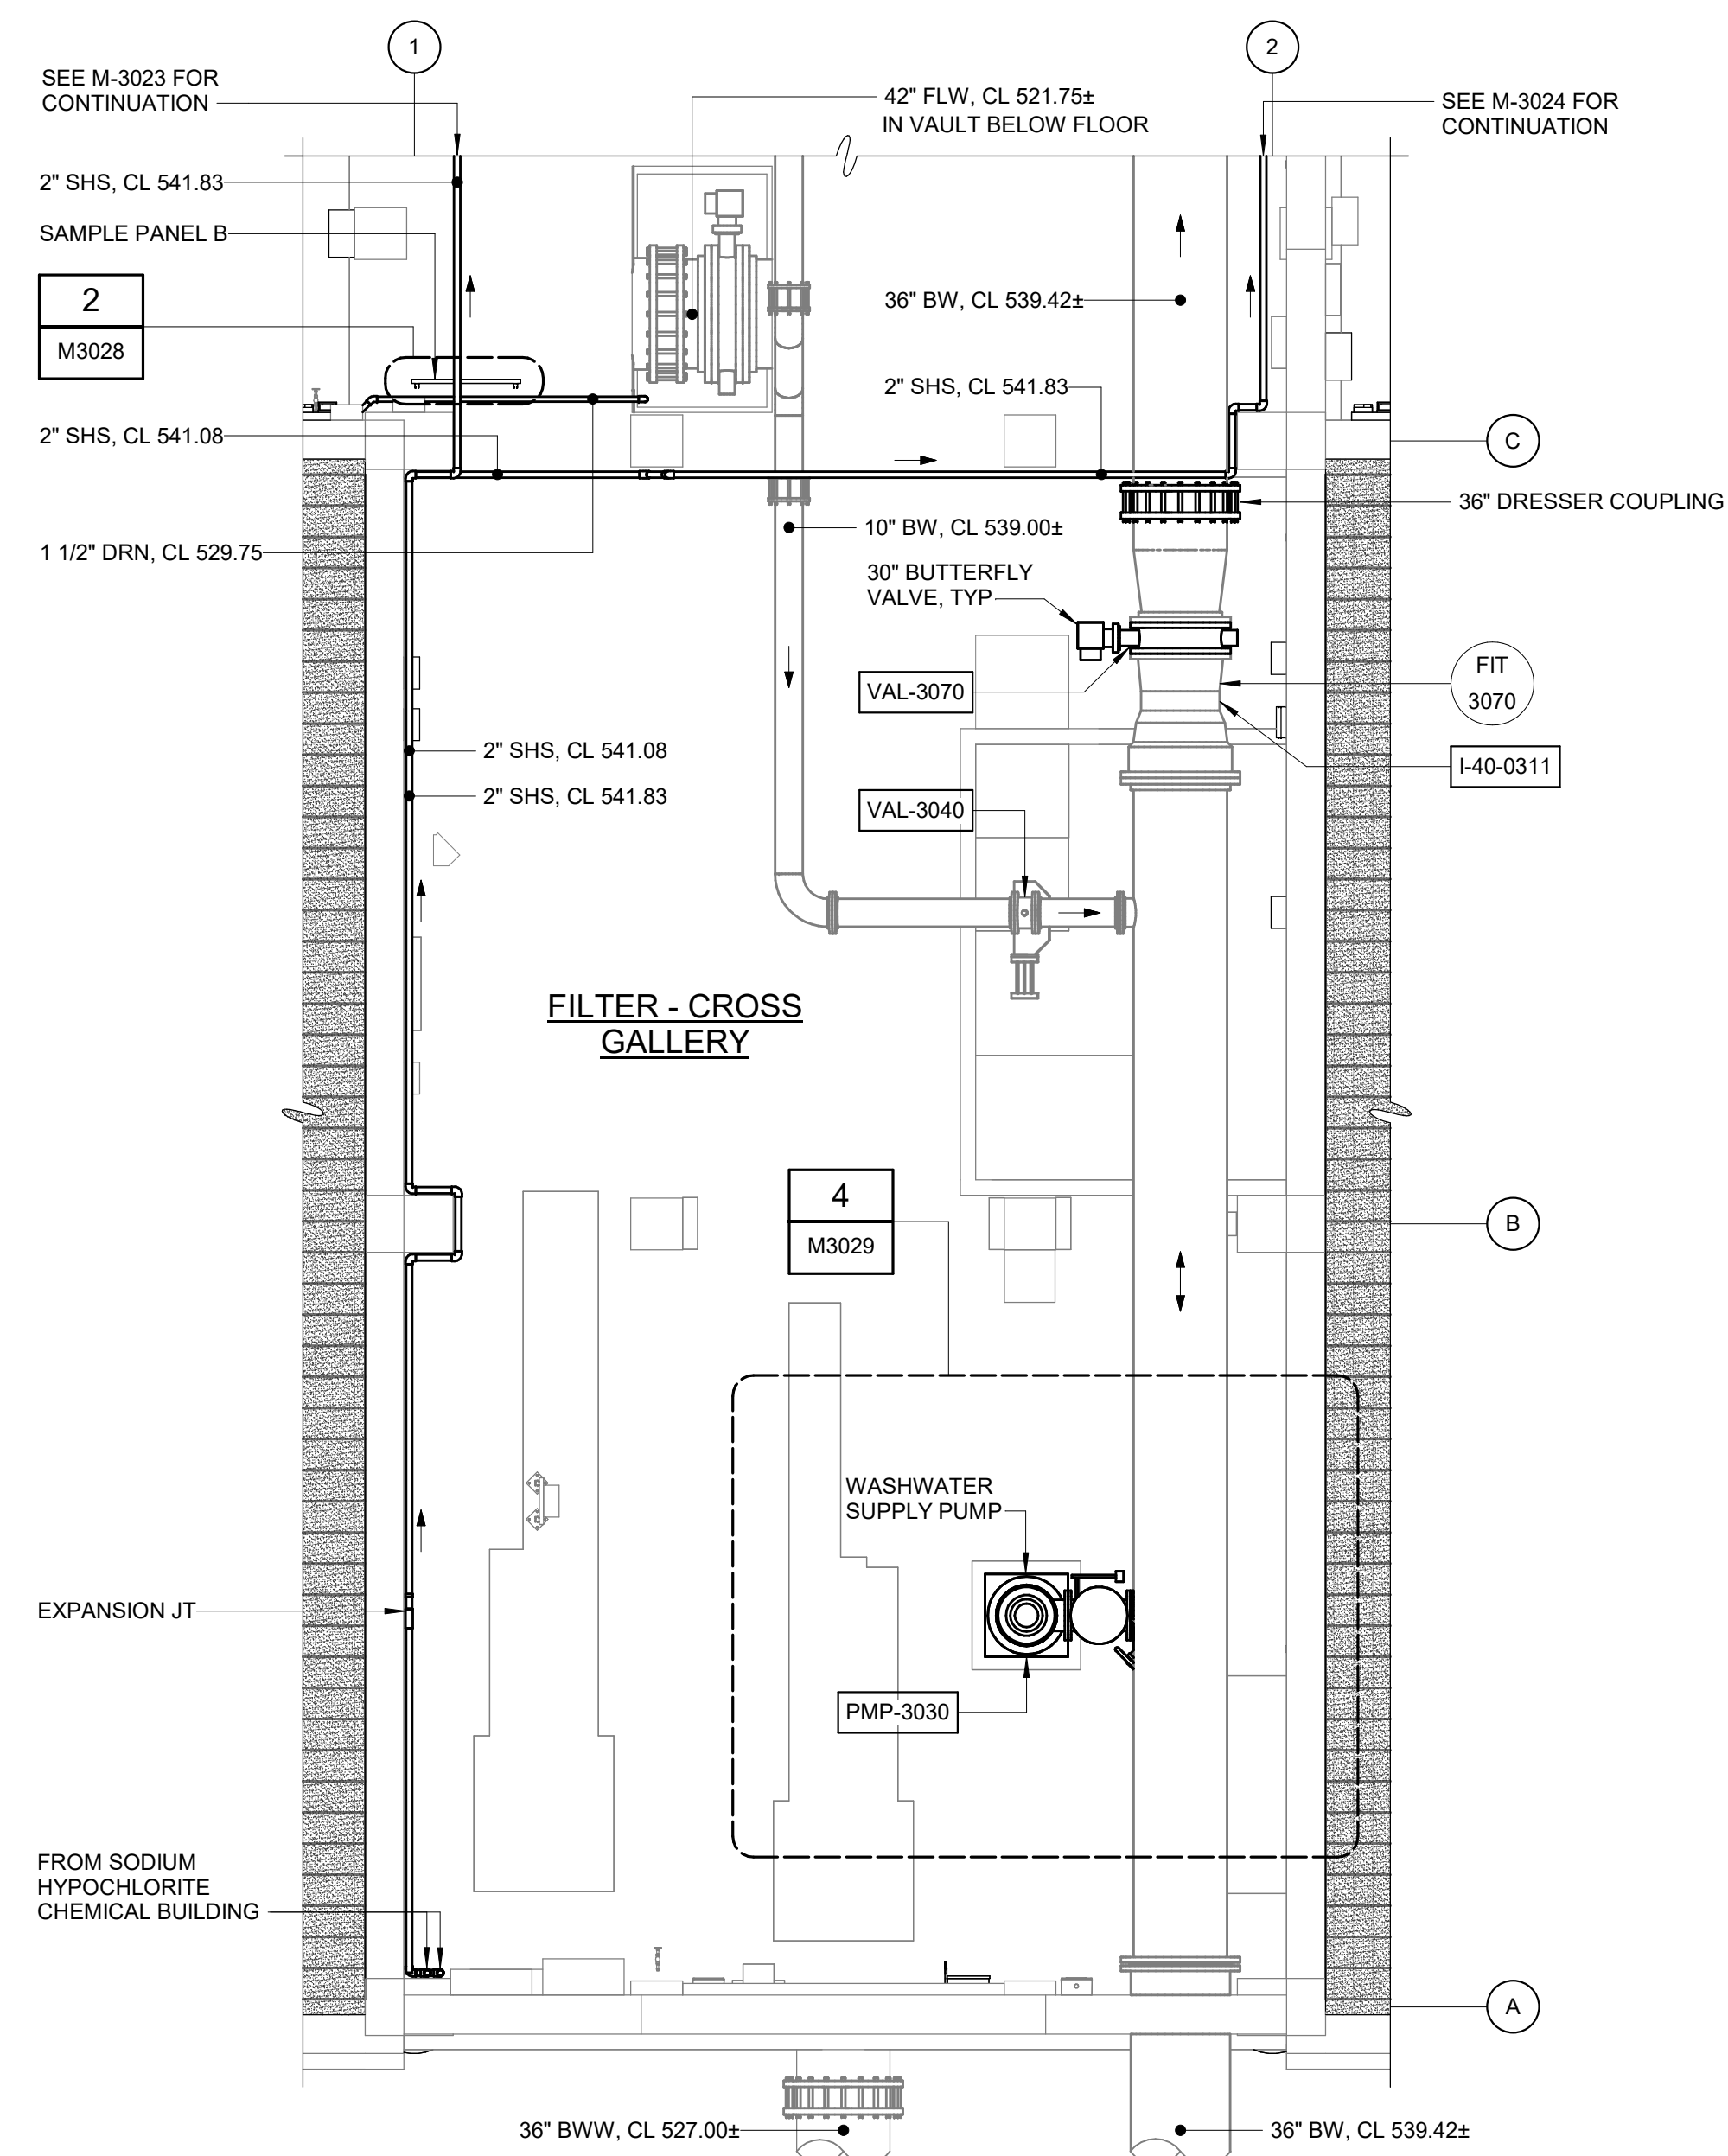 1
2
SEE M-3023 FOR
CONTINUATION
42" FLW, CL 521.75±
IN VAULT BELOW FLOOR
SEE M-3024 FOR
CONTINUATION
2" SHS, CL 541.83
SAMPLE PANEL B
2
M3028
36" BW, CL 539.42±
2" SHS, CL 541.83
2" SHS, CL 541.08
C
36" DRESSER COUPLING
10" BW, CL 539.00±
1 1/2" DRN, CL 529.75
30" BUTTERFLY
VALVE, TYP
VAL-3070
FIT
3070
2" SHS, CL 541.08
I-40-0311
2" SHS, CL 541.83
VAL-3040
FILTER - CROSS
GALLERY
4
M3029
B
WASHWATER
SUPPLY PUMP
EXPANSION JT
PMP-3030
FROM SODIUM
HYPOCHLORITE
CHEMICAL BUILDING
A
36" BWW, CL 527.00±
36" BW, CL 539.42±